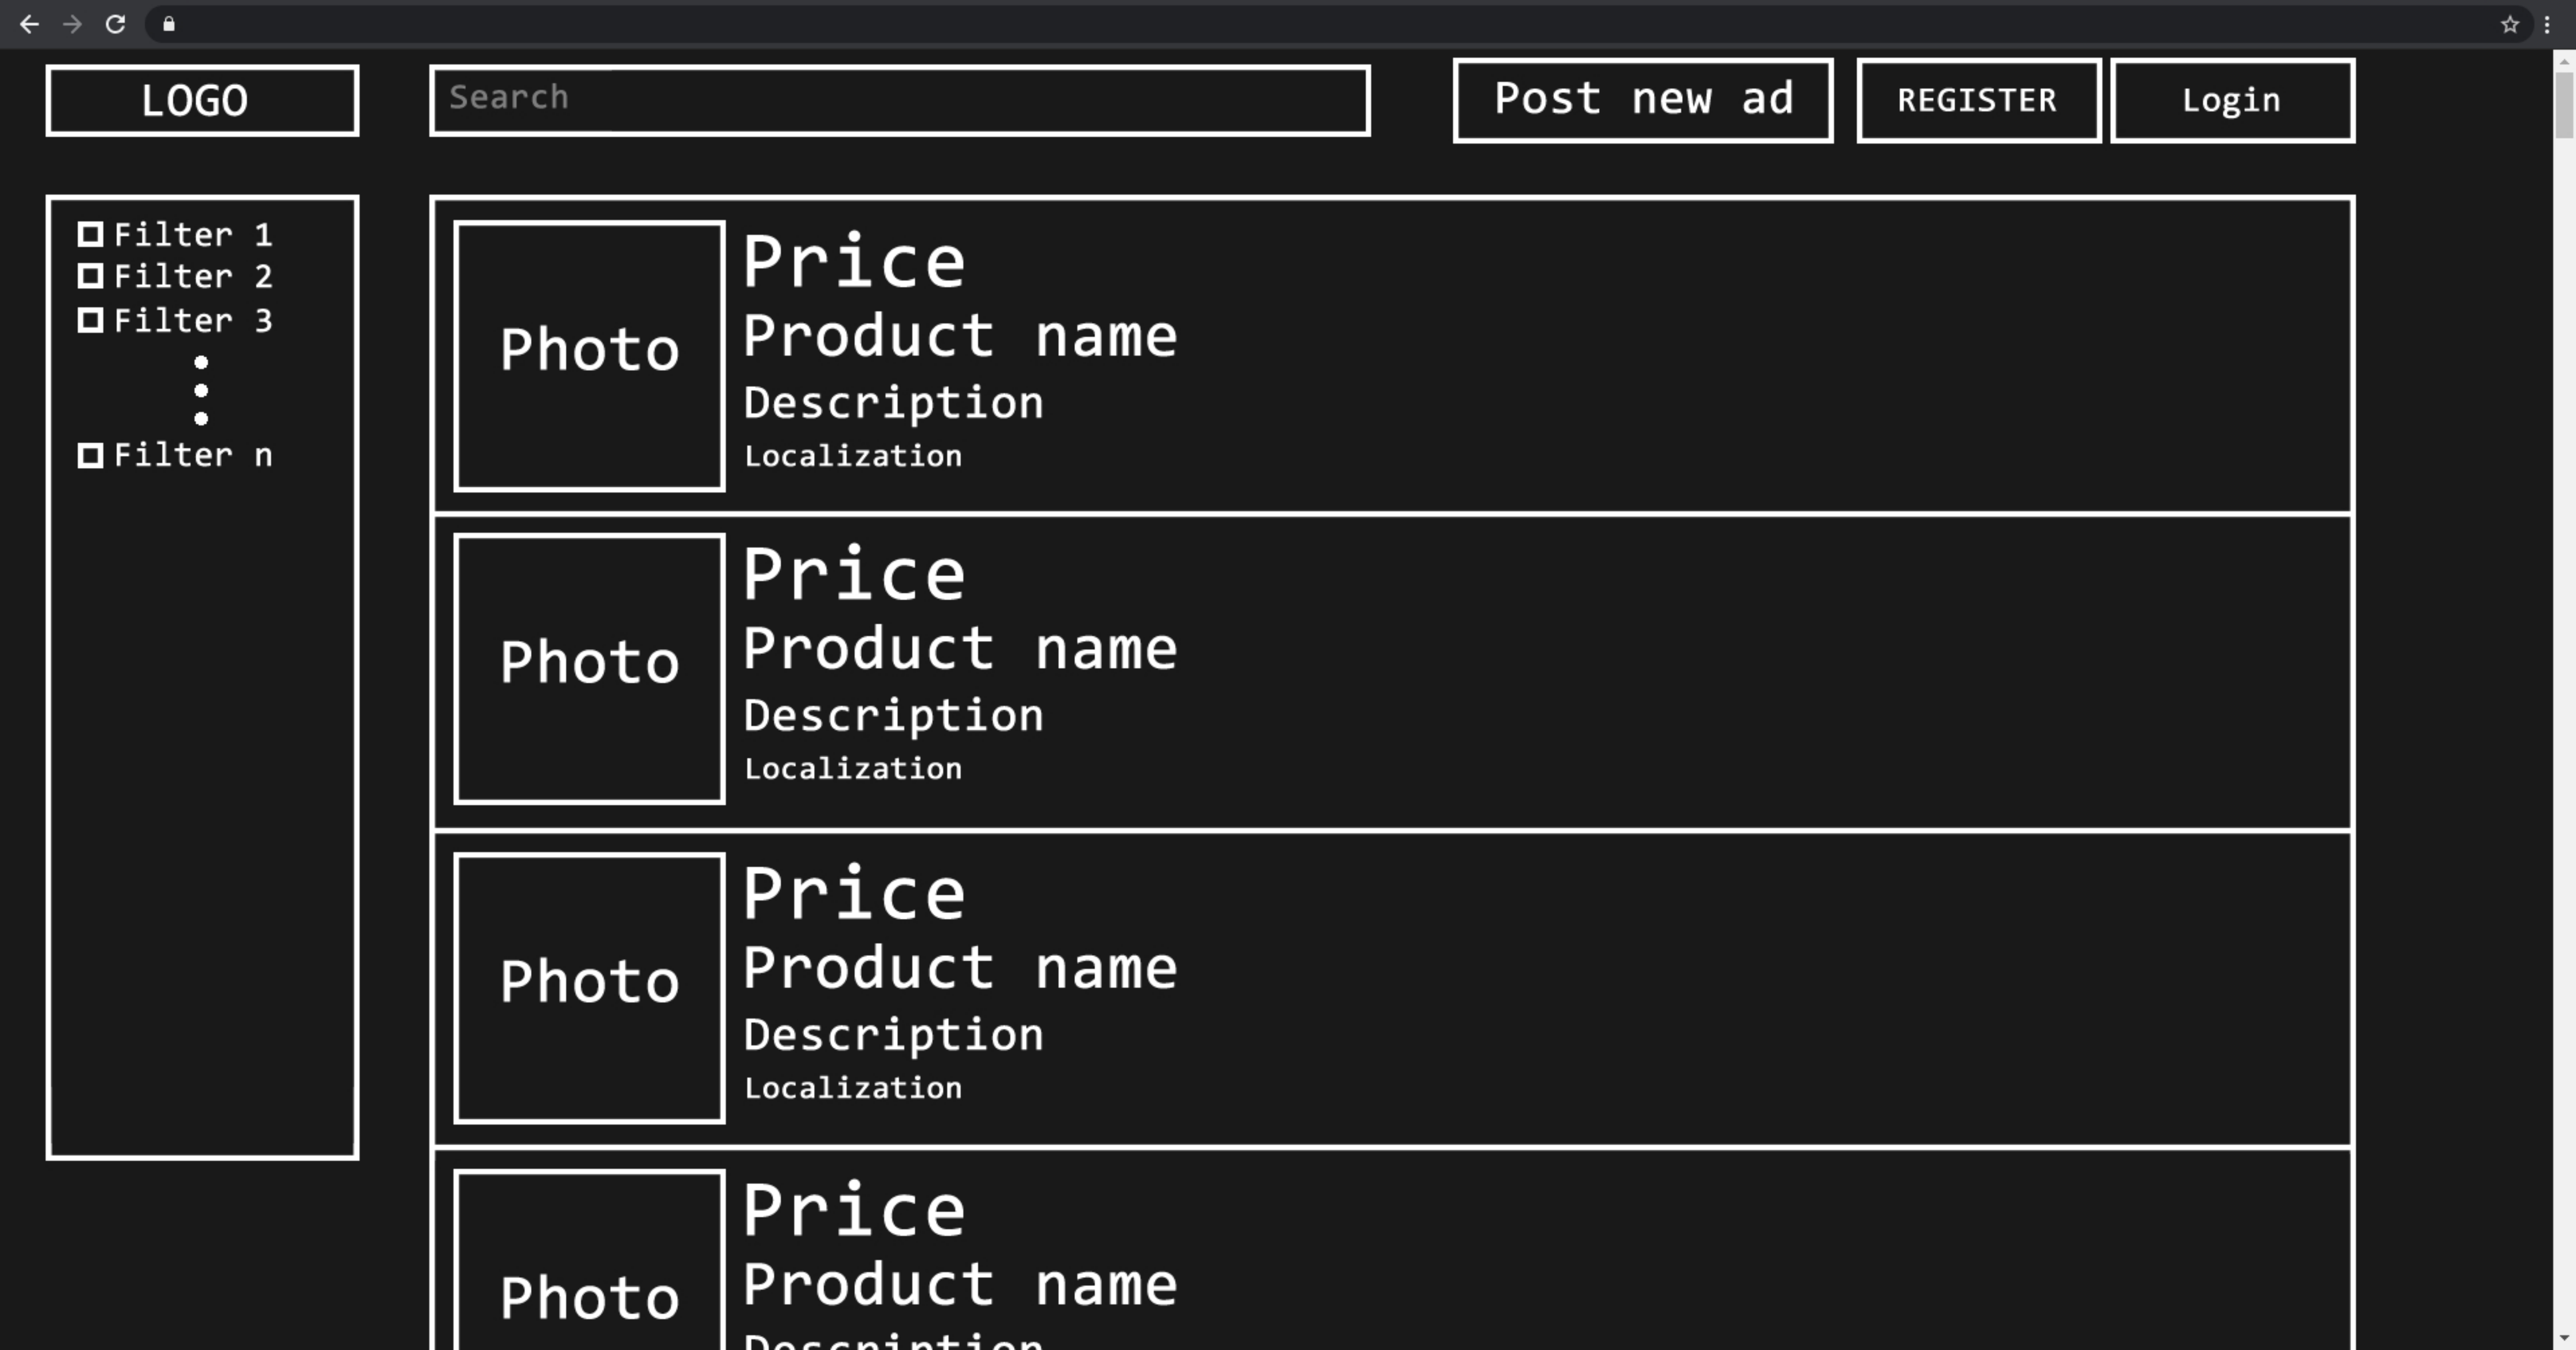 LOGO
Search
Post new ad
REGISTER
Login
Filter 1
Filter 2
Filter 3
Filter n
Photo
Price
Product name
Description
Localization
Photo
Price
Product name
Description
Localization
Photo
Price
Product name
Description
Localization
Photo
Price
Product name
Description